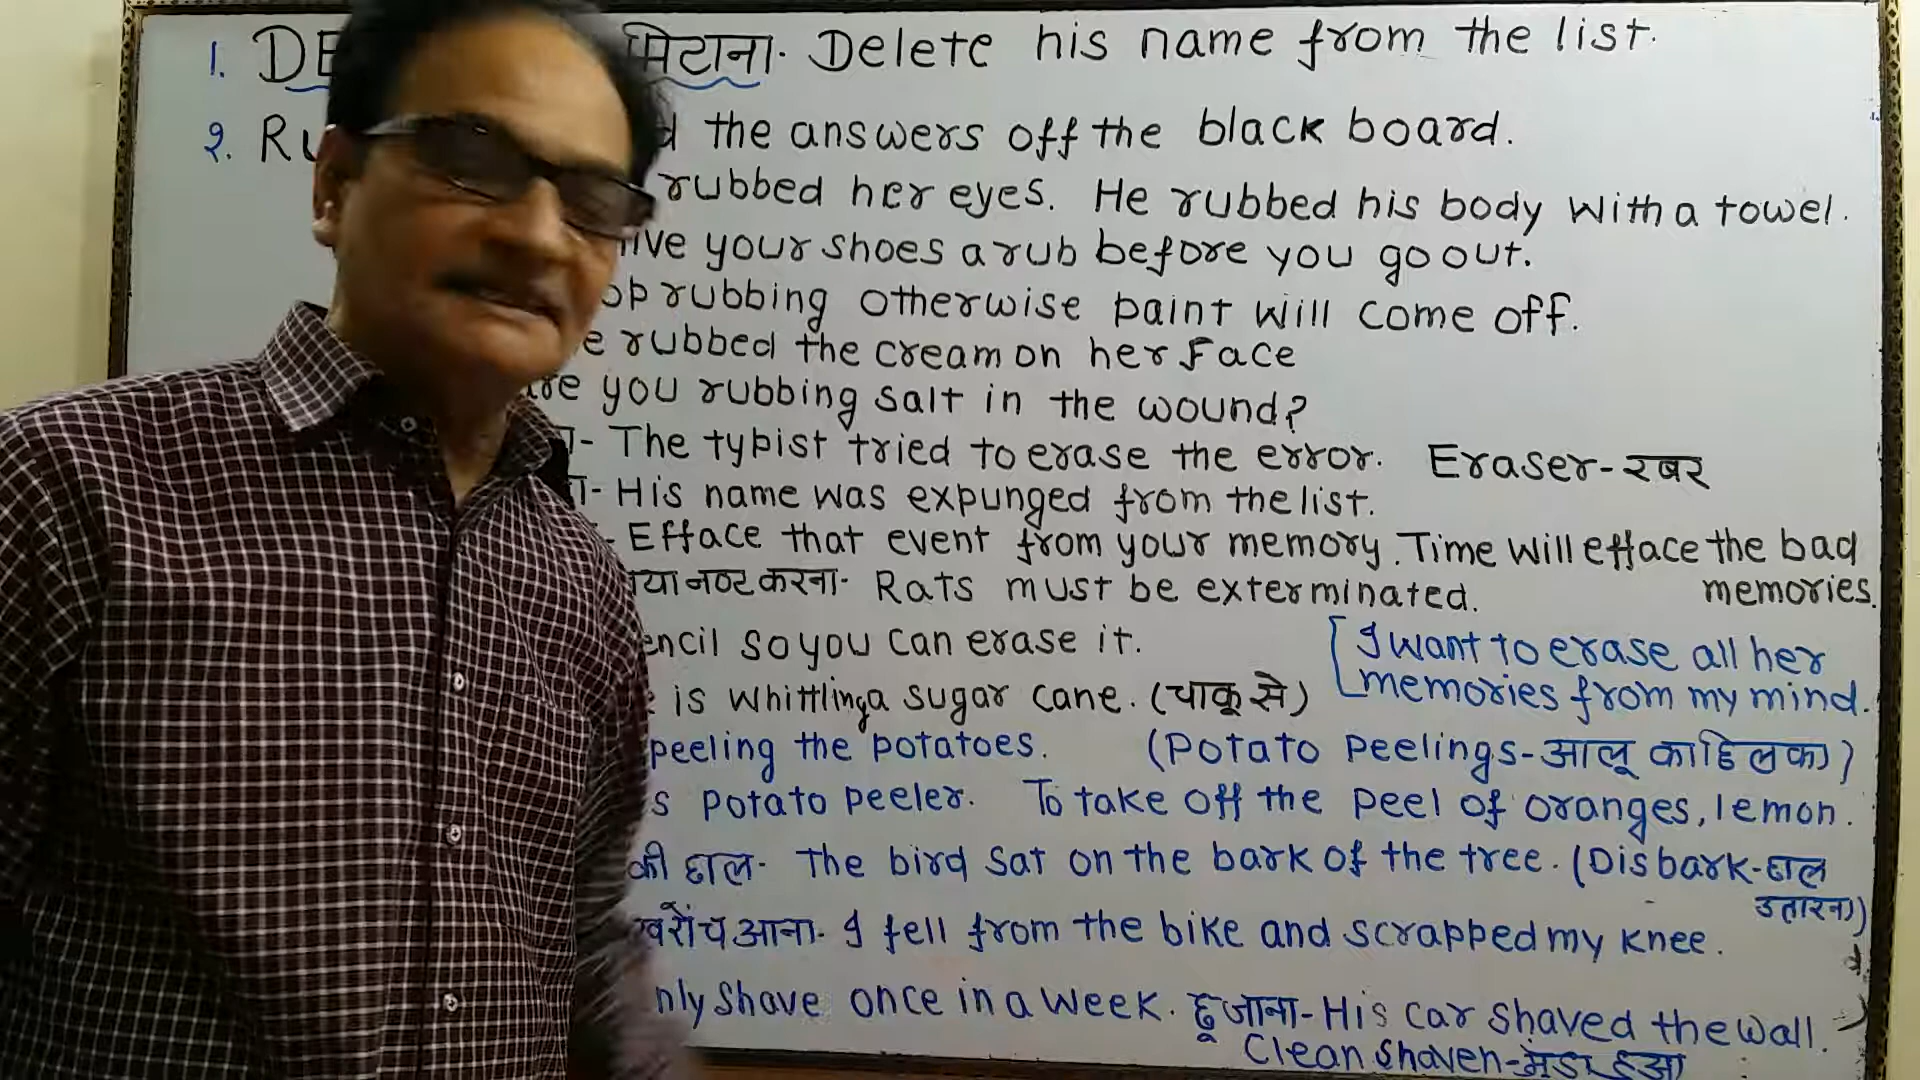 1. DE मिटाना. Delete his name from the list.
2. Ru the answers off the black board.
rubbed her eyes. He rubbed his body with a towel.
ive your shoes a rub before you go out.
op rubbing otherwise paint will come off.
e rubbed the cream on her Face
are you rubbing salt in the wound?
ा- The typist tried to erase the error. Eraser-रबर
ा- His name was expunged from the list.
- Efface that event from your memory. Time will efface the bad
memories.
या नष्ट करना- Rats must be exterminated.
encil so you can erase it. [I want to erase all her
memories from my mind.
e is whittling a sugar cane. (चाकू से)
peeling the potatoes. (Potato peelings-आलू का छिलका)
s potato peeler. To take off the peel of oranges, lemon.
की छाल- The bird sat on the bark of the tree. (Disbark-छाल
उतारना)
खरोंच आना- I fell from the bike and scrapped my knee.
nly shave once in a week. छू जाना- His car shaved the wall.
Clean shaven-मुंडा हुआ